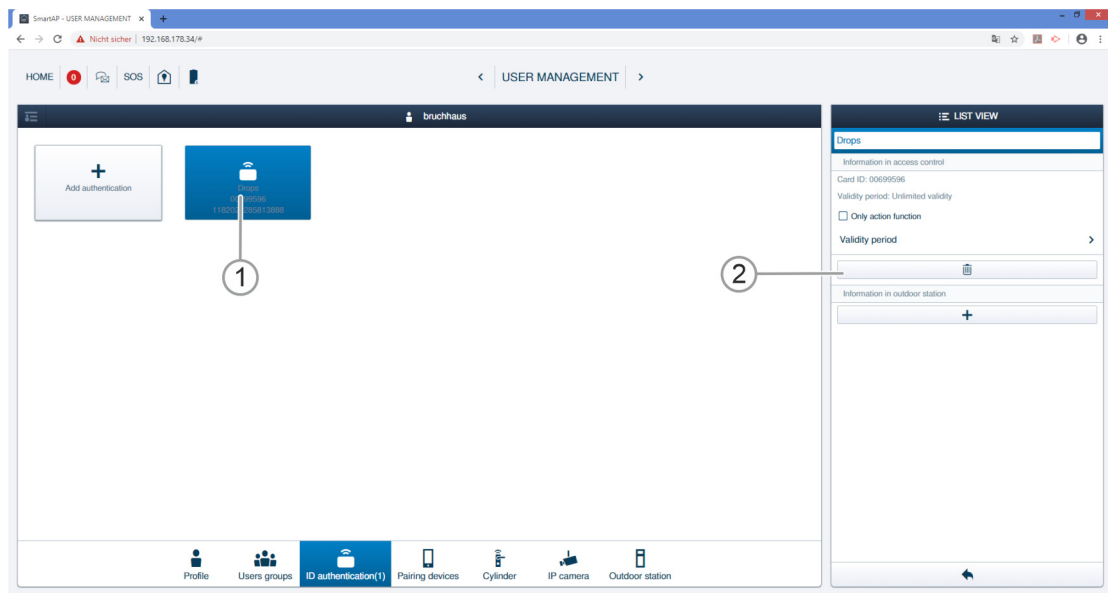 SmartAP - USER MANAGEMENT
Nicht sicher | 192.168.178.34/#
HOME 0 SOS
USER MANAGEMENT
bruchhaus
LIST VIEW
Add authentication
Drops
1
Drops
Information in access control
Card ID: 00699596
Validity period: Unlimited validity
Only action function
Validity period
2
Information in outdoor station
Profile
Users groups
ID authentication(1)
Pairing devices
Cylinder
IP camera
Outdoor station